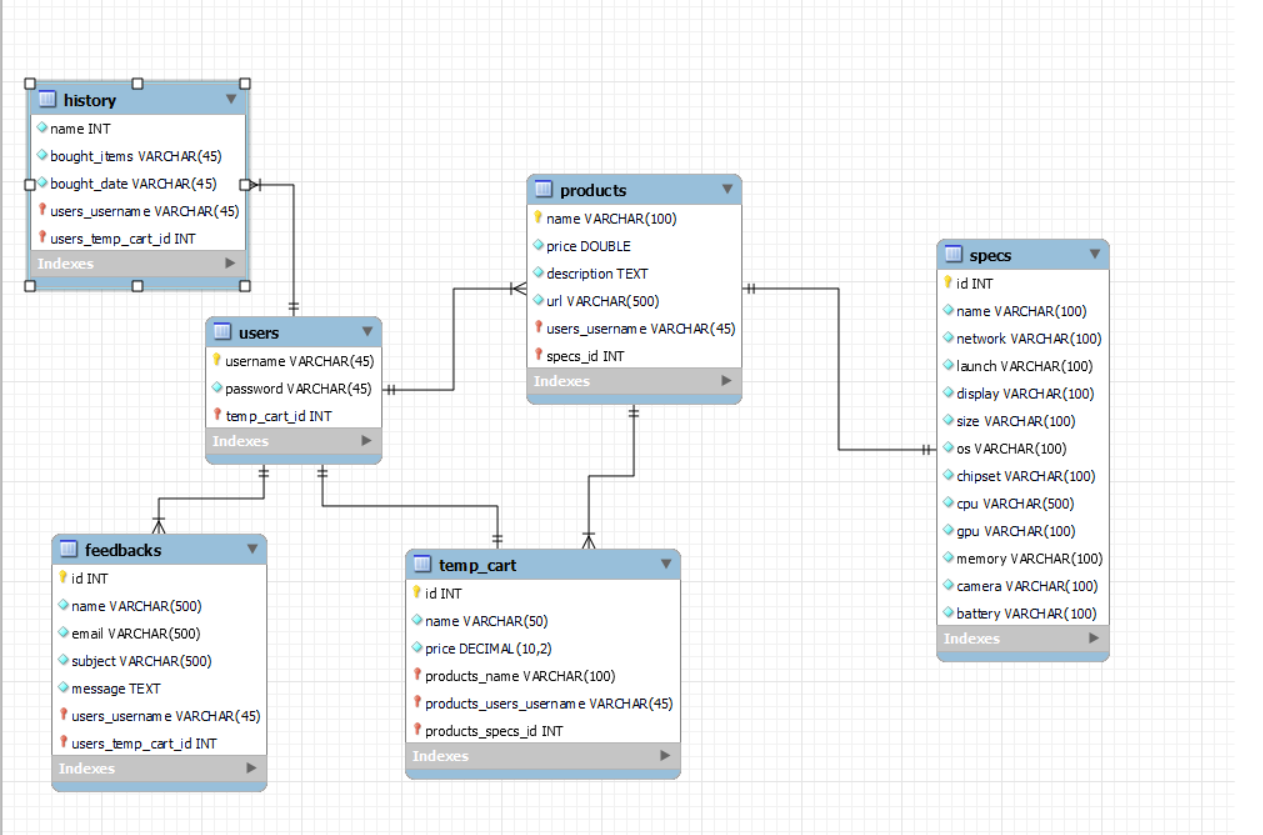 history
name INT
bought_items VARCHAR(45)
bought_date VARCHAR(45)
users_username VARCHAR(45)
users_temp_cart_id INT
Indexes
users
username VARCHAR(45)
password VARCHAR(45)
temp_cart_id INT
Indexes
feedbacks
id INT
name VARCHAR(500)
email VARCHAR(500)
subject VARCHAR(500)
message TEXT
users_username VARCHAR(45)
users_temp_cart_id INT
Indexes
products
name VARCHAR(100)
price DOUBLE
description TEXT
url VARCHAR(500)
users_username VARCHAR(45)
specs_id INT
Indexes
temp_cart
id INT
name VARCHAR(50)
price DECIMAL(10,2)
products_name VARCHAR(100)
products_users_username VARCHAR(45)
products_specs_id INT
Indexes
specs
id INT
name VARCHAR(100)
network VARCHAR(100)
launch VARCHAR(100)
display VARCHAR(100)
size VARCHAR(100)
os VARCHAR(100)
chipset VARCHAR(100)
cpu VARCHAR(500)
gpu VARCHAR(100)
memory VARCHAR(100)
camera VARCHAR(100)
battery VARCHAR(100)
Indexes